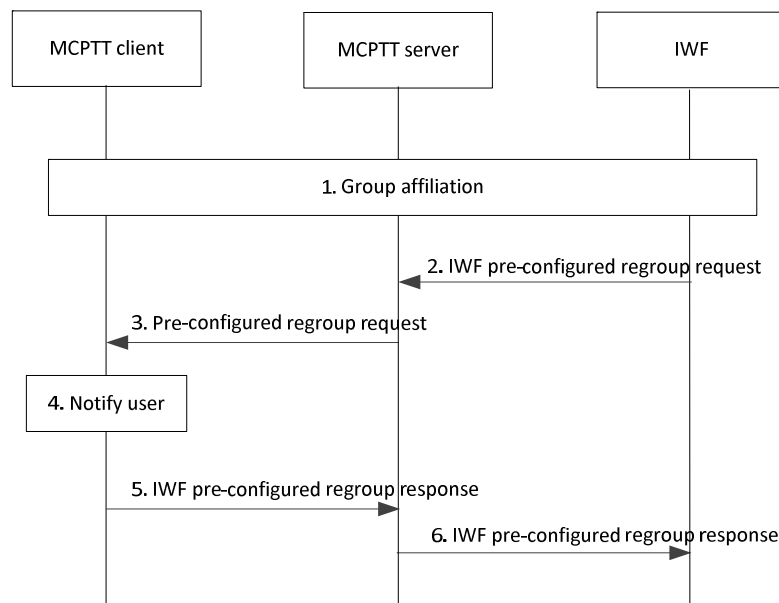 MCPTT client
MCPTT server
IWF
1. Group affiliation
2. IWF pre-configured regroup request
3. Pre-configured regroup request
4. Notify user
5. IWF pre-configured regroup response
6. IWF pre-configured regroup response